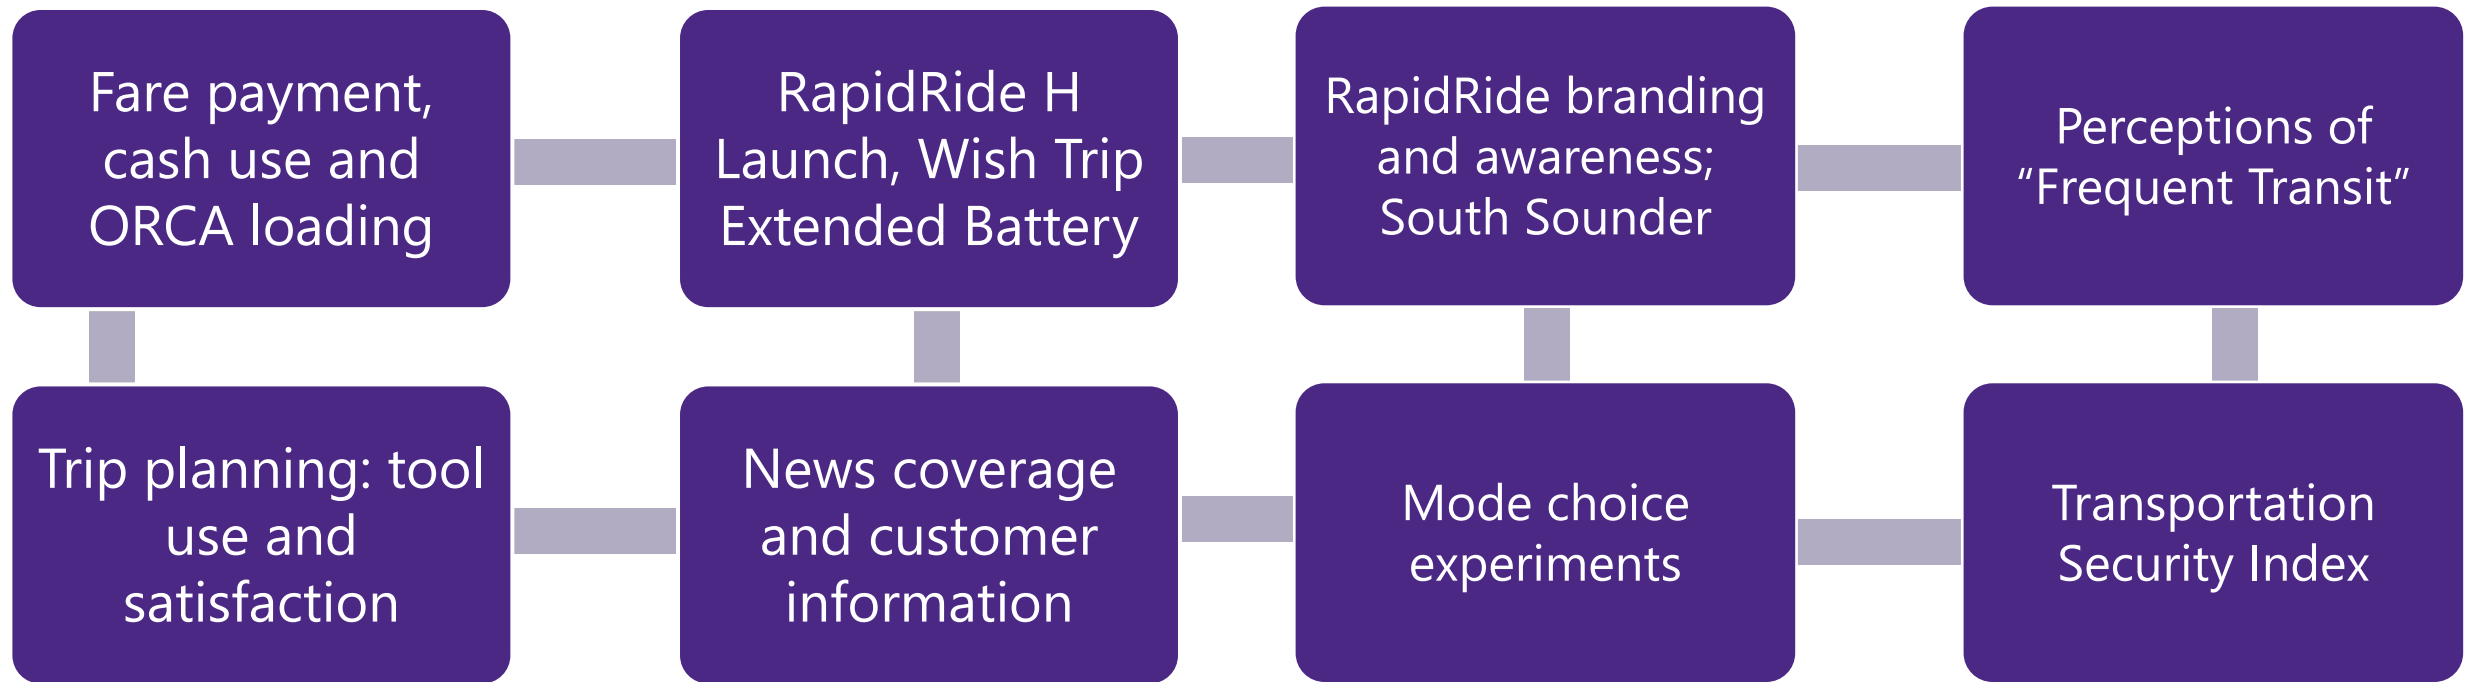 Fare payment,
cash use and
ORCA loading
RapidRide H
Launch, Wish Trip
Extended Battery
RapidRide branding
and awareness;
South Sounder
Perceptions of
“Frequent Transit”
Trip planning: tool
use and
satisfaction
News coverage
and customer
information
Mode choice
experiments
Transportation
Security Index